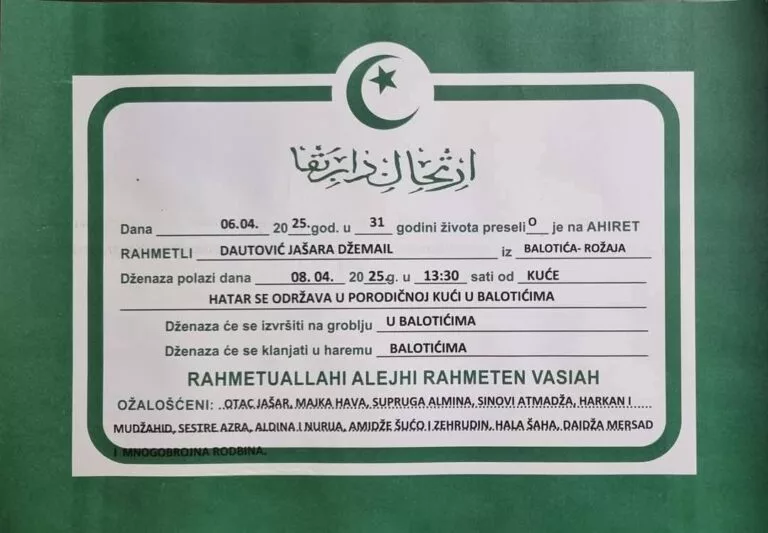 Dana 06.04. 2025.god. u 31 godini života preselio je na AHIRET
RAHMETLI DAUTOVIĆ JAŠARA DŽEMAIL iz BALOTIĆA- ROŽAJA
Dženaza polazi dana 08. 04. 2025.g. u 13:30 sati od KUĆE
HATAR SE ODRŽAVA U PORODIČNOJ KUĆI U BALOTIĆIMA
Dženaza će se izvršiti na groblju U BALOTIĆIMA
Dženaza će se klanjati u haremu BALOTIĆIMA
RAHMETUALLAHI ALEJHI RAHMETEN VASIAH
OŽALOŠĆENI: OTAC JAŠAR, MAJKA HAVA, SUPRUGA ALMINA, SINOVI ATMADŽA, HARKAN I
MUDŽAHID, SESTRE AZRA, ALDINA I NURIJA, AMIDŽE ŠUĆO I ZEHRUDIN, HALA ŠAHA, DAIDŽA MERSAD
I MNOGOBROJNA RODBINA.